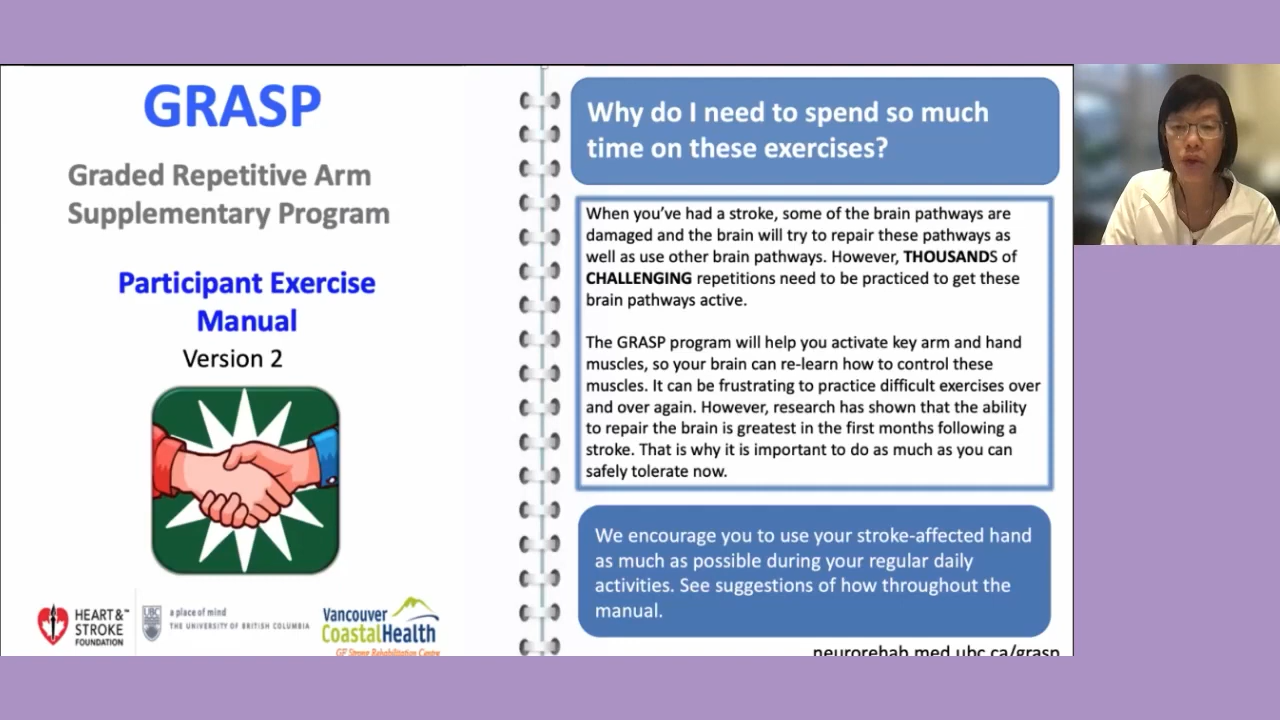 GRASP
Graded Repetitive Arm
Supplementary Program
Participant Exercise
Manual
Version 2
HEART &™
STROKE
FOUNDATION
UBC
a place of mind
THE UNIVERSITY OF BRITISH COLUMBIA
Vancouver
CoastalHealth
GF Strong Rehabilitation Centre
Why do I need to spend so much
time on these exercises?
When you’ve had a stroke, some of the brain pathways are
damaged and the brain will try to repair these pathways as
well as use other brain pathways. However, THOUSANDS of
CHALLENGING repetitions need to be practiced to get these
brain pathways active.
The GRASP program will help you activate key arm and hand
muscles, so your brain can re-learn how to control these
muscles. It can be frustrating to practice difficult exercises over
and over again. However, research has shown that the ability
to repair the brain is greatest in the first months following a
stroke. That is why it is important to do as much as you can
safely tolerate now.
We encourage you to use your stroke-affected hand
as much as possible during your regular daily
activities. See suggestions of how throughout the
manual.
neurorehab.med.ubc.ca/grasp